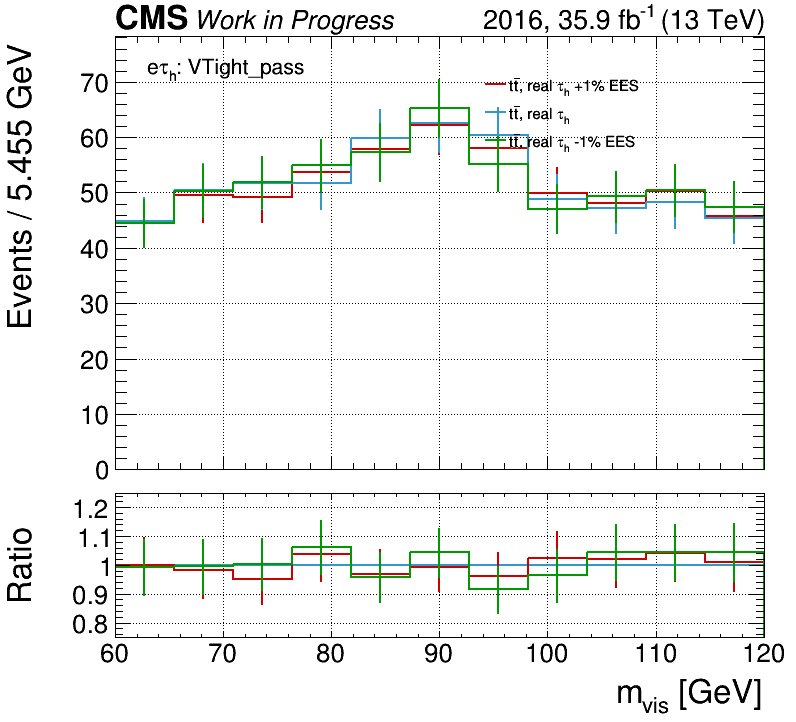 CMS Work in Progress 2016, 35.9 fb⁻¹ (13 TeV)
eτₕ: VTight_pass
tt̅, real τₕ +1% EES
tt̅, real τₕ
tt̅, real τₕ -1% EES
Events / 5.455 GeV
70
60
50
40
30
20
10
0
Ratio
1.2
1.1
1
0.9
0.8
60 70 80 90 100 110 120
m_vis [GeV]